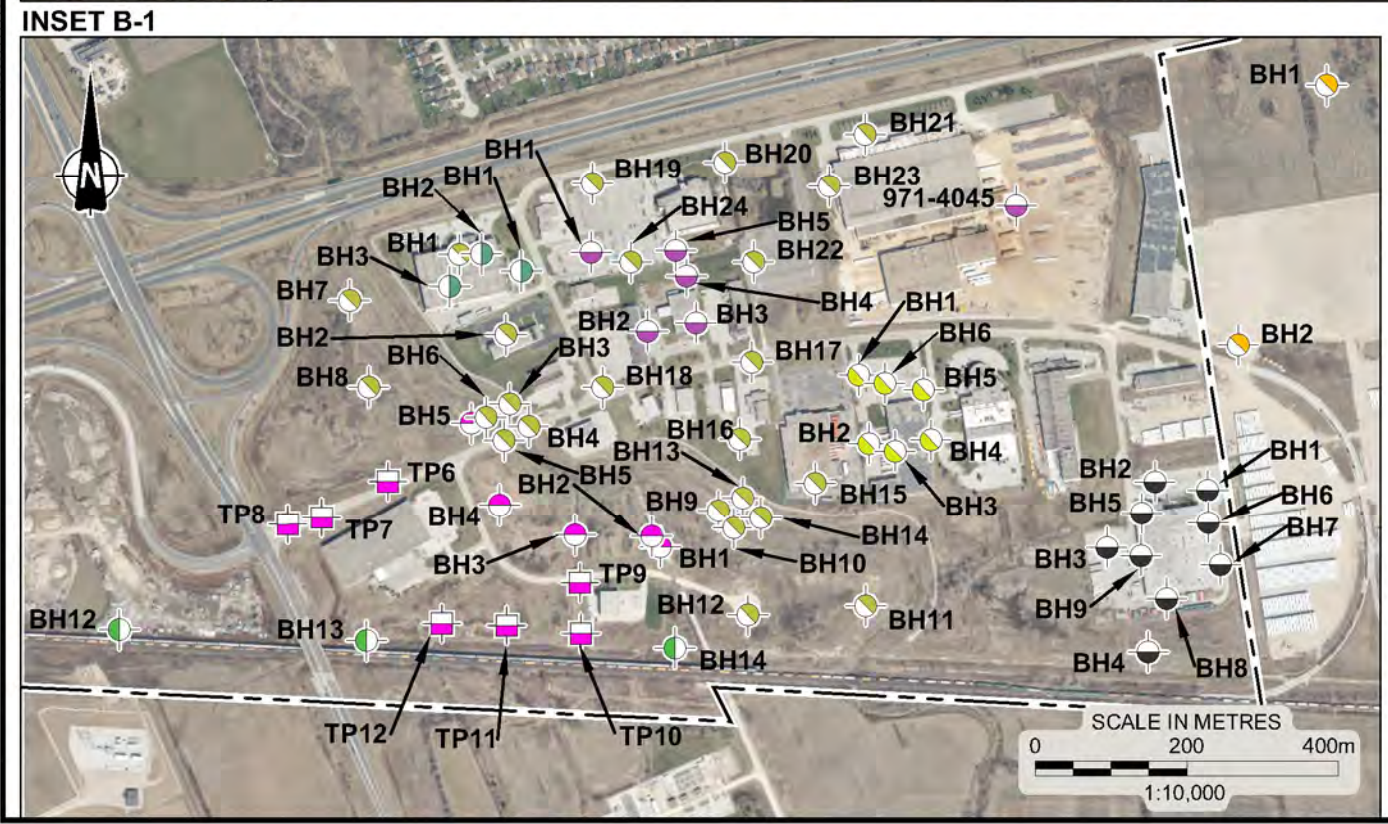 INSET B-1
N
BH1
BH21
BH1
BH20
BH19
BH2
BH1
BH23
971-4045
BH24
BH5
BH1
BH22
BH3
BH7
BH4
BH1
BH2
BH3
BH2
BH6
BH2
BH6
BH3
BH17
BH8
BH18
BH5
BH5
BH16
BH2
BH4
BH4
BH13
BH1
BH5
BH2
TP6
BH2
BH15
BH3
BH6
BH9
BH5
BH4
TP8
TP7
BH14
BH7
BH3
BH1
BH10
BH3
TP9
BH9
BH12
BH12
BH11
BH13
BH14
BH4
BH8
TP12
TP11
TP10
SCALE IN METRES
0 200 400m
1:10,000